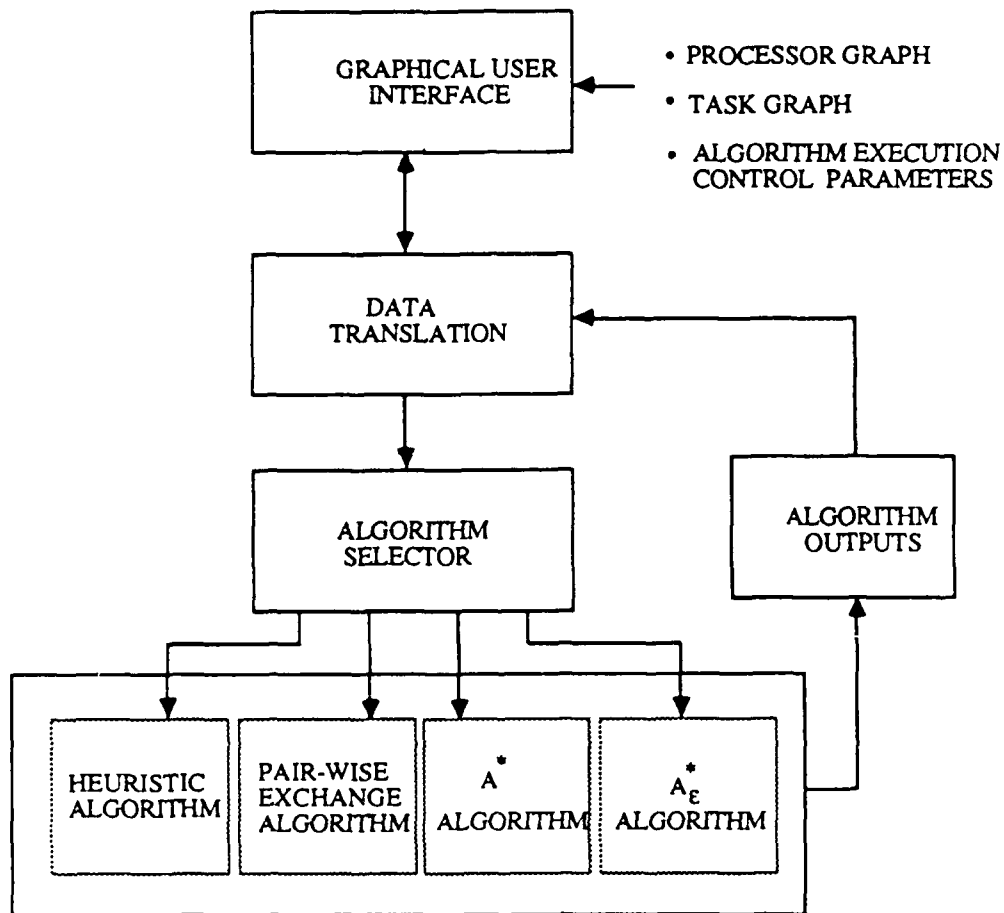 GRAPHICAL USER
INTERFACE
• PROCESSOR GRAPH
• TASK GRAPH
• ALGORITHM EXECUTION
CONTROL PARAMETERS
DATA
TRANSLATION
ALGORITHM
SELECTOR
ALGORITHM
OUTPUTS
HEURISTIC
ALGORITHM
PAIR-WISE
EXCHANGE
ALGORITHM
A*
ALGORITHM
A*ε
ALGORITHM